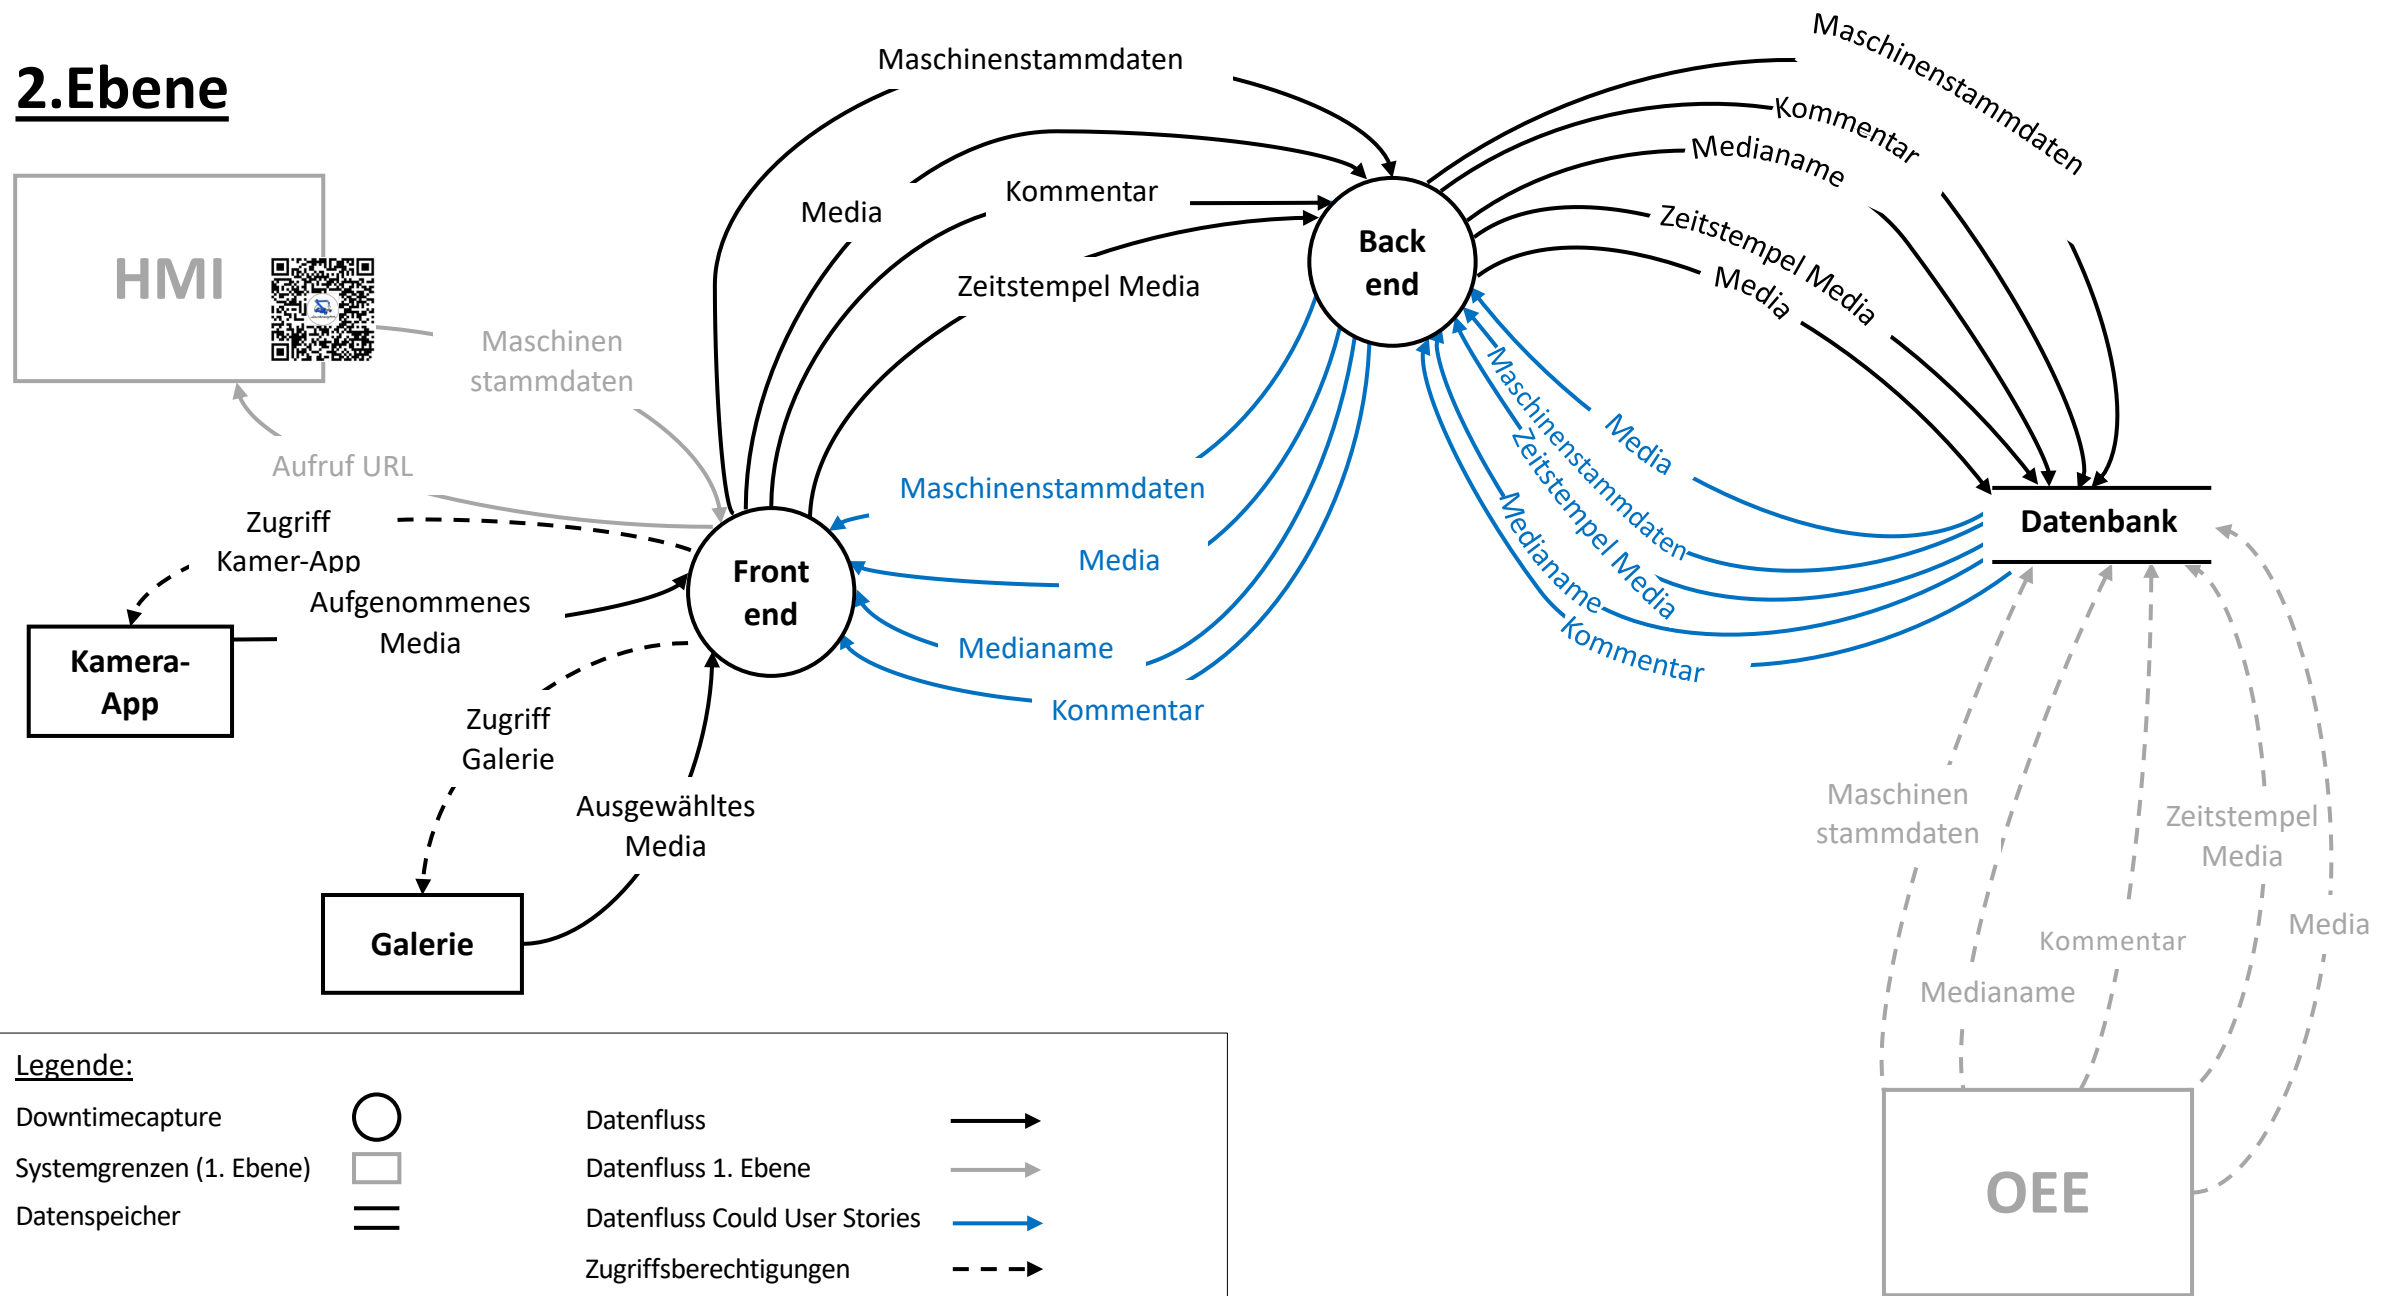 2.Ebene
HMI
Maschinen
stammdaten
Aufruf URL
Zugriff
Kamer-App
Aufgenommenes
Media
Kamera-
App
Zugriff
Galerie
Ausgewähltes
Media
Galerie
Front
end
Maschinenstammdaten
Media
Kommentar
Zeitstempel Media
Back
end
Maschinenstammdaten
Media
Medianame
Kommentar
Maschinenstammdaten
Kommentar
Medianame
Zeitstempel Media
Media
Media
Maschinenstammdaten
Zeitstempel Media
Medianame
Kommentar
Datenbank
Maschinen
stammdaten
Medianame
Kommentar
Zeitstempel
Media
Media
OEE
Legende:
Downtimecapture
Systemgrenzen (1. Ebene)
Datenspeicher
Datenfluss
Datenfluss 1. Ebene
Datenfluss Could User Stories
Zugriffsberechtigungen